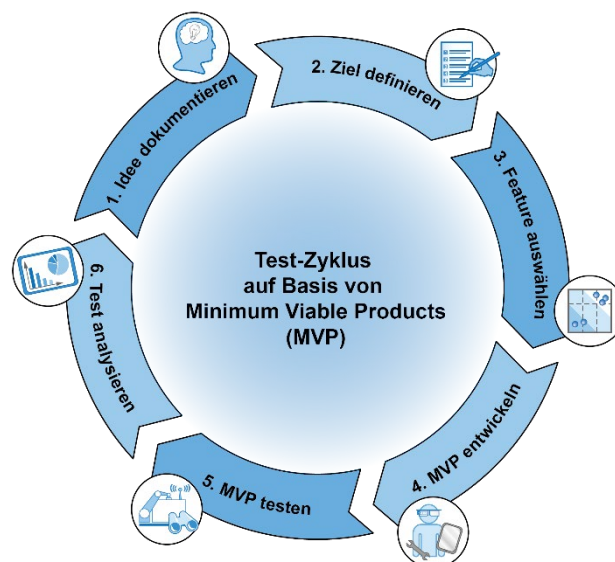 1. Idee dokumentieren
2. Ziel definieren
3. Feature auswählen
4. MVP entwickeln
5. MVP testen
6. Test analysieren
Test-Zyklus
auf Basis von
Minimum Viable Products
(MVP)